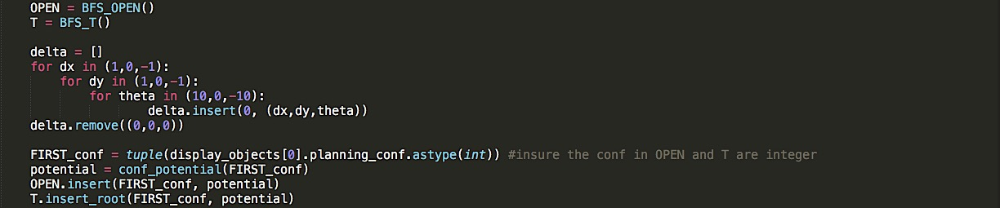 OPEN = BFS_OPEN()
T = BFS_T()

delta = []
for dx in (1,0,-1):
    for dy in (1,0,-1):
        for theta in (10,0,-10):
                delta.insert(0, (dx,dy,theta))
delta.remove((0,0,0))

FIRST_conf = tuple(display_objects[0].planning_conf.astype(int)) #insure the conf in OPEN and T are integer
potential = conf_potential(FIRST_conf)
OPEN.insert(FIRST_conf, potential)
T.insert_root(FIRST_conf, potential)